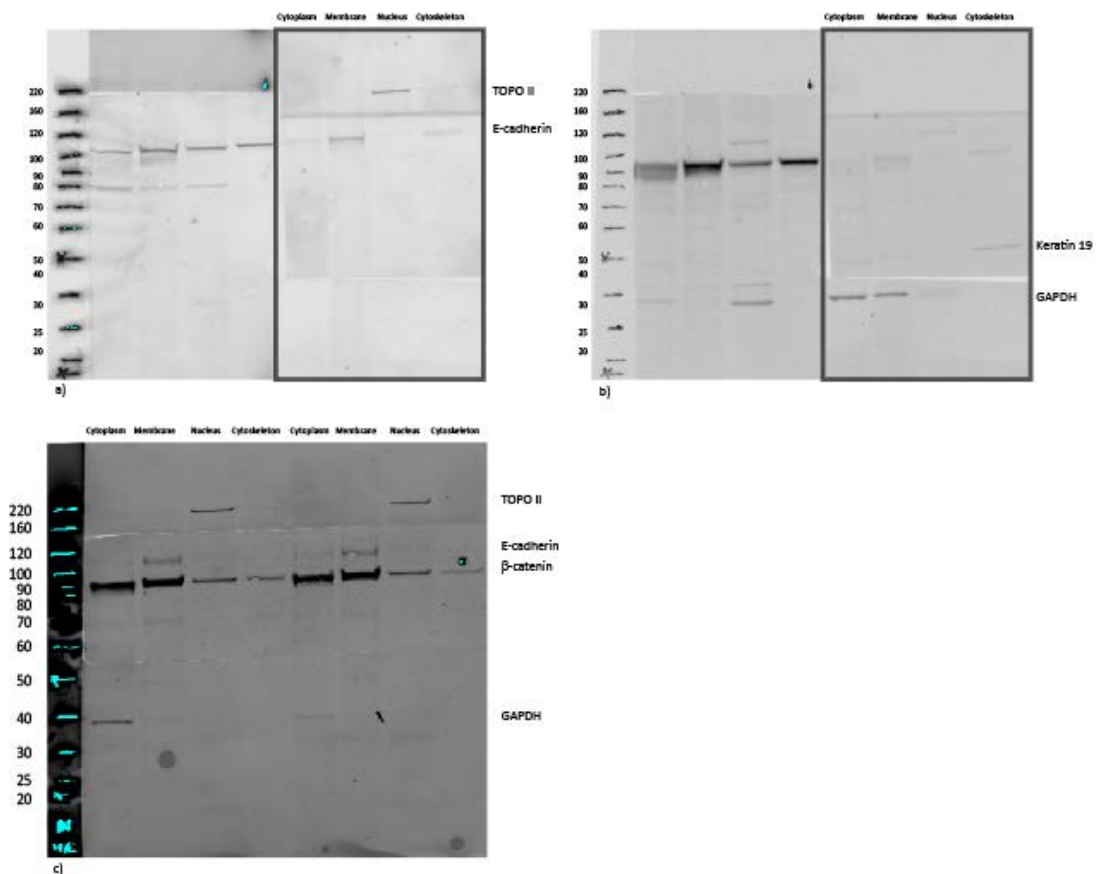 Cytoplasm Membrane Nucleus Cytoskeleton
220
160
120
100
90
80
70
60
50
40
30
25
20
TOPO II
E-cadherin
a)
Cytoplasm Membrane Nucleus Cytoskeleton
220
160
120
100
90
80
70
60
50
40
30
25
20
Keratin 19
GAPDH
b)
Cytoplasm Membrane Nucleus Cytoskeleton Cytoplasm Membrane Nucleus Cytoskeleton
220
160
120
100
90
80
70
60
50
40
30
25
20
TOPO II
E-cadherin
β-catenin
GAPDH
c)